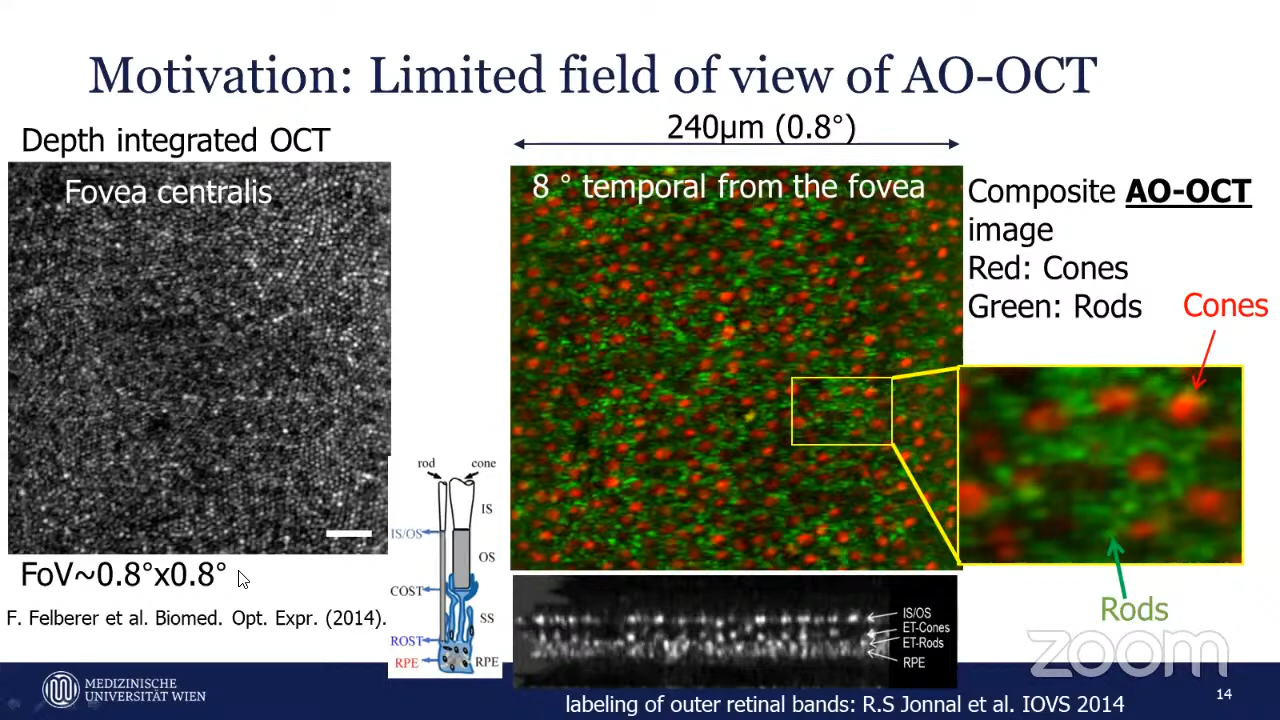 Motivation: Limited field of view of AO-OCT
Depth integrated OCT
Fovea centralis
FoV~0.8°x0.8°
F. Felberer et al. Biomed. Opt. Expr. (2014).
rod
cone
IS
IS/OS
OS
COST
SS
ROST
RPE
RPE
240µm (0.8°)
8 ° temporal from the fovea
Composite AO-OCT
image
Red: Cones
Green: Rods
Cones
Rods
IS/OS
ET-Cones
ET-Rods
RPE
zoom
MEDIZINISCHE
UNIVERSITÄT WIEN
labeling of outer retinal bands: R.S Jonnal et al. IOVS 2014
14